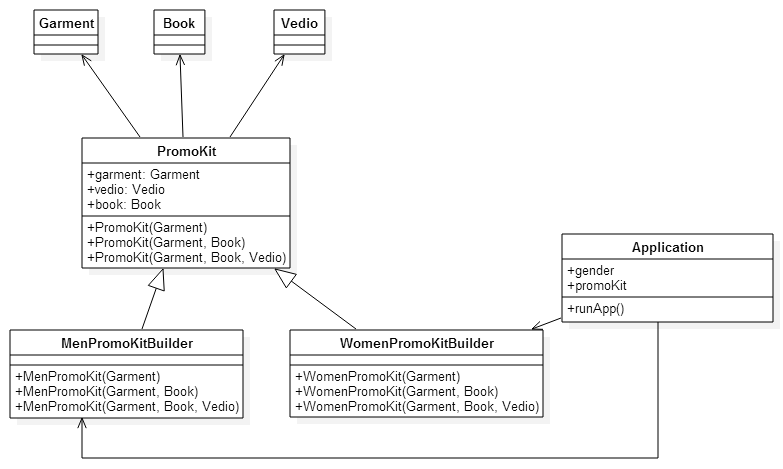 Garment
Book
Vedio
PromoKit
+garment: Garment
+vedio: Vedio
+book: Book
+PromoKit(Garment)
+PromoKit(Garment, Book)
+PromoKit(Garment, Book, Vedio)
Application
+gender
+promoKit
+runApp()
MenPromoKitBuilder
+MenPromoKit(Garment)
+MenPromoKit(Garment, Book)
+MenPromoKit(Garment, Book, Vedio)
WomenPromoKitBuilder
+WomenPromoKit(Garment)
+WomenPromoKit(Garment, Book)
+WomenPromoKit(Garment, Book, Vedio)